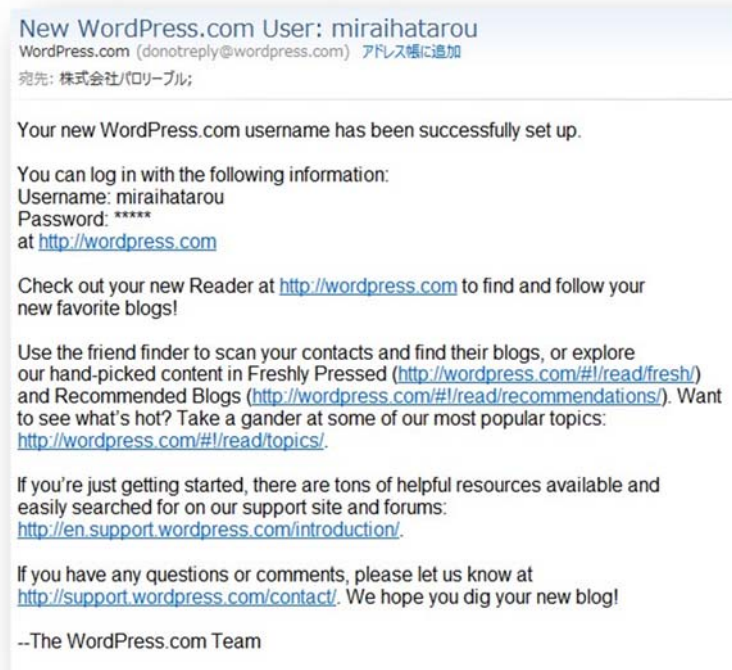 New WordPress.com User: miraihatarou
WordPress.com (donotreply@wordpress.com) アドレス帳に追加
宛先: 株式会社パロリーブル;
Your new WordPress.com username has been successfully set up.
You can log in with the following information:
Username: miraihatarou
Password: *****
at http://wordpress.com
Check out your new Reader at http://wordpress.com to find and follow your
new favorite blogs!
Use the friend finder to scan your contacts and find their blogs, or explore
our hand-picked content in Freshly Pressed (http://wordpress.com/#!/read/fresh/)
and Recommended Blogs (http://wordpress.com/#!/read/recommendations/). Want
to see what's hot? Take a gander at some of our most popular topics:
http://wordpress.com/#!/read/topics/.
If you're just getting started, there are tons of helpful resources available and
easily searched for on our support site and forums:
http://en.support.wordpress.com/introduction/.
If you have any questions or comments, please let us know at
http://support.wordpress.com/contact/. We hope you dig your new blog!
--The WordPress.com Team